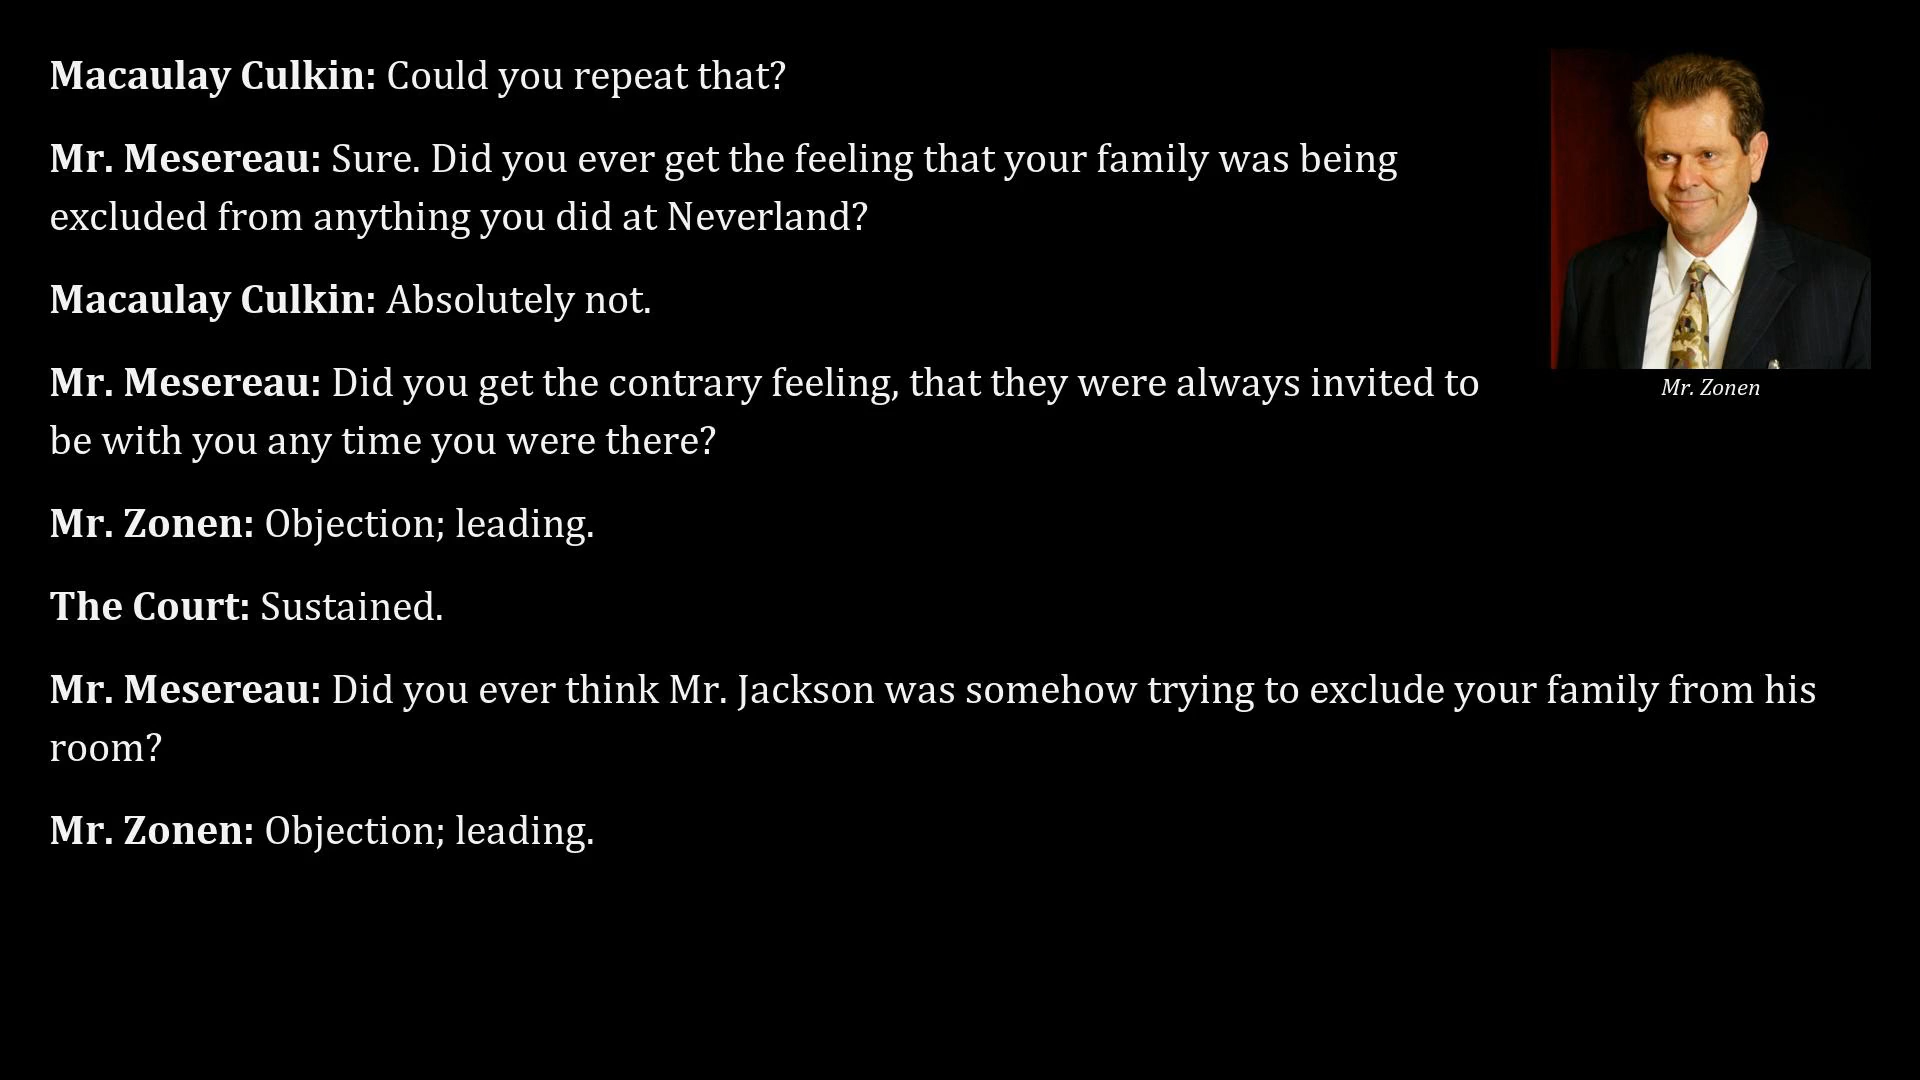 Macaulay Culkin: Could you repeat that?
Mr. Mesereau: Sure. Did you ever get the feeling that your family was being
excluded from anything you did at Neverland?
Macaulay Culkin: Absolutely not.
Mr. Mesereau: Did you get the contrary feeling, that they were always invited to
be with you any time you were there?
Mr. Zonen: Objection; leading.
The Court: Sustained.
Mr. Mesereau: Did you ever think Mr. Jackson was somehow trying to exclude your family from his
room?
Mr. Zonen: Objection; leading.
Mr. Zonen